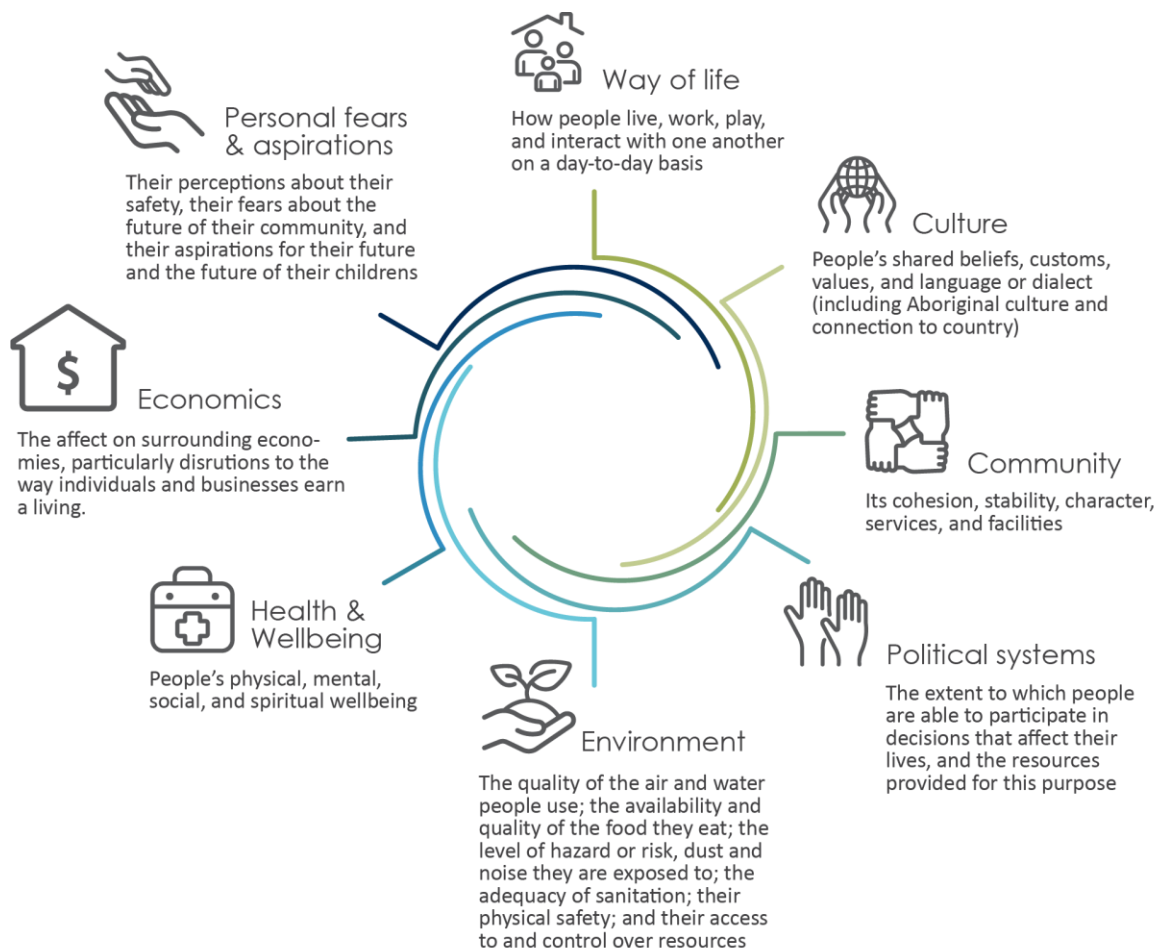 Way of life
How people live, work, play,
and interact with one another
on a day-to-day basis
Culture
People's shared beliefs, customs,
values, and language or dialect
(including Aboriginal culture and
connection to country)
Community
Its cohesion, stability, character,
services, and facilities
Political systems
The extent to which people
are able to participate in
decisions that affect their
lives, and the resources
provided for this purpose
Environment
The quality of the air and water
people use; the availability and
quality of the food they eat; the
level of hazard or risk, dust and
noise they are exposed to; the
adequacy of sanitation; their
physical safety; and their access
to and control over resources
Health &
Wellbeing
People's physical, mental,
social, and spiritual wellbeing
$
Economics
The affect on surrounding econo-
mies, particularly disrutions to the
way individuals and businesses earn
a living.
Personal fears
& aspirations
Their perceptions about their
safety, their fears about the
future of their community, and
their aspirations for their future
and the future of their childrens